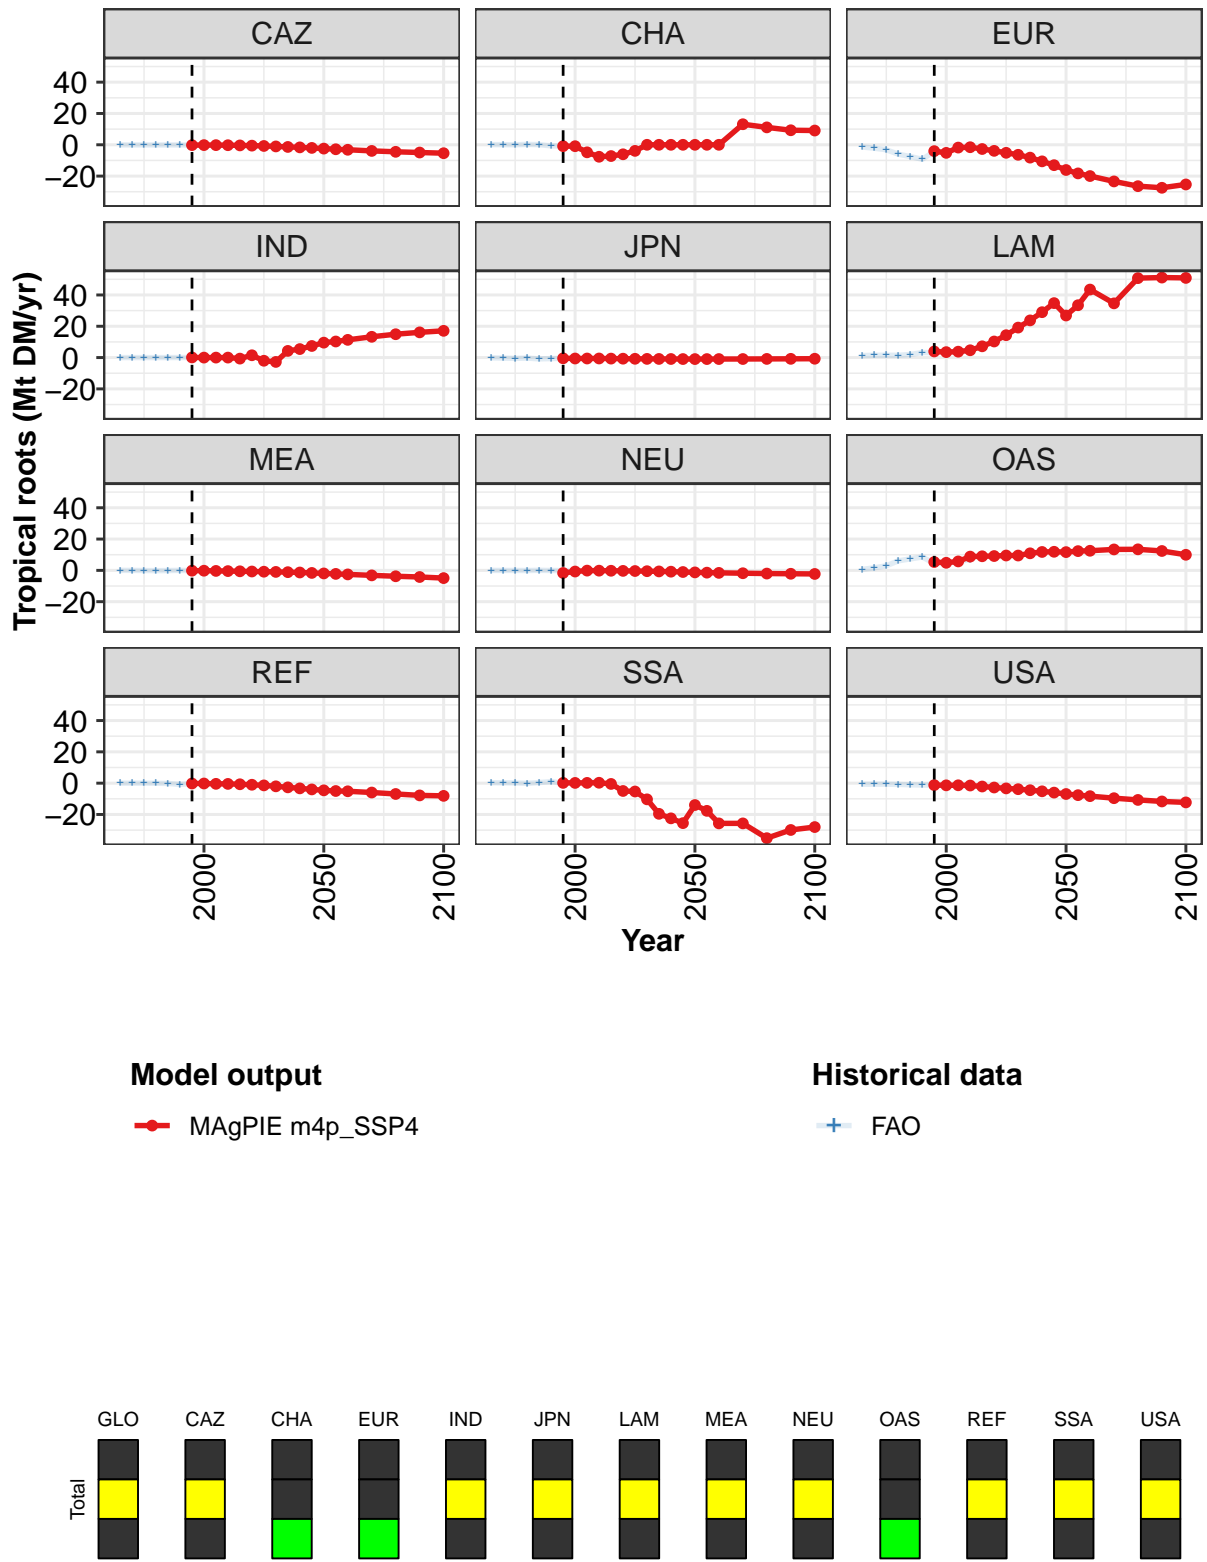 CAZ CHA EUR
40
20
0
−20
IND JPN LAM
40
20
0
−20
MEA NEU OAS
40
20
0
−20
REF SSA USA
40
20
0
−20
2000 2050 2100 2000 2050 2100 2000 2050 2100
Year
Tropical roots (Mt DM/yr)
Model output
MAgPIE m4p_SSP4
Historical data
FAO
GLO CAZ CHA EUR IND JPN LAM MEA NEU OAS REF SSA USA
Total